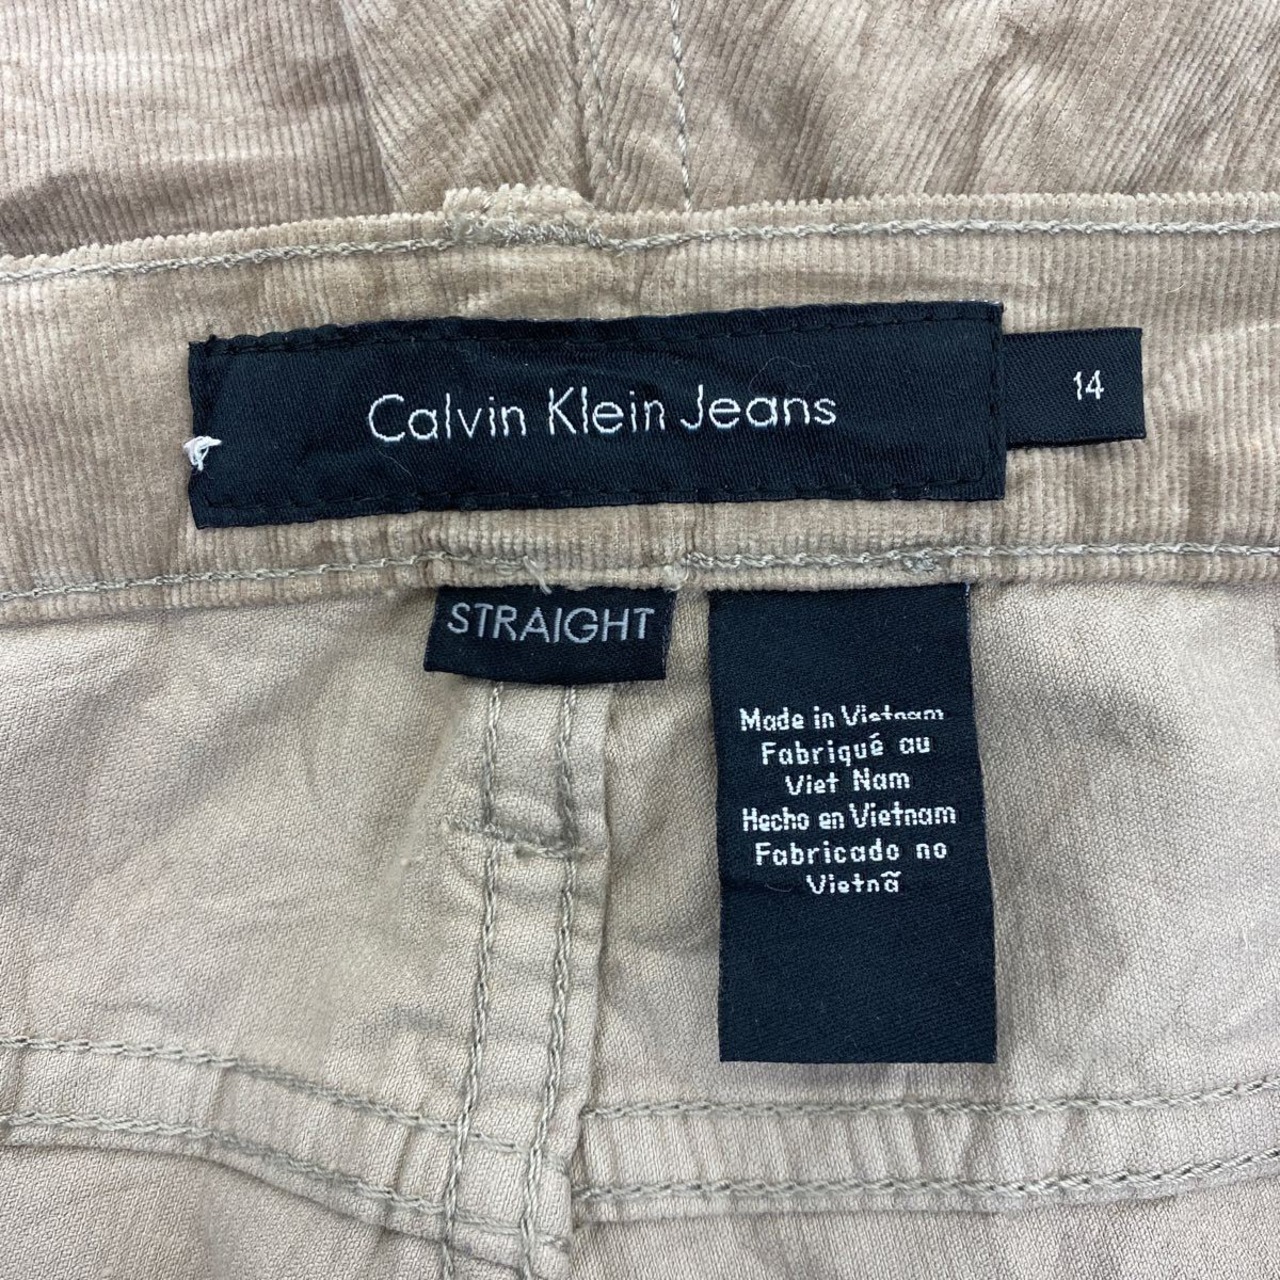 Calvin Klein Jeans
14
STRAIGHT
Made in Vietnam
Fabriqué au
Viet Nam
Hecho en Vietnam
Fabricado no
Vietnã